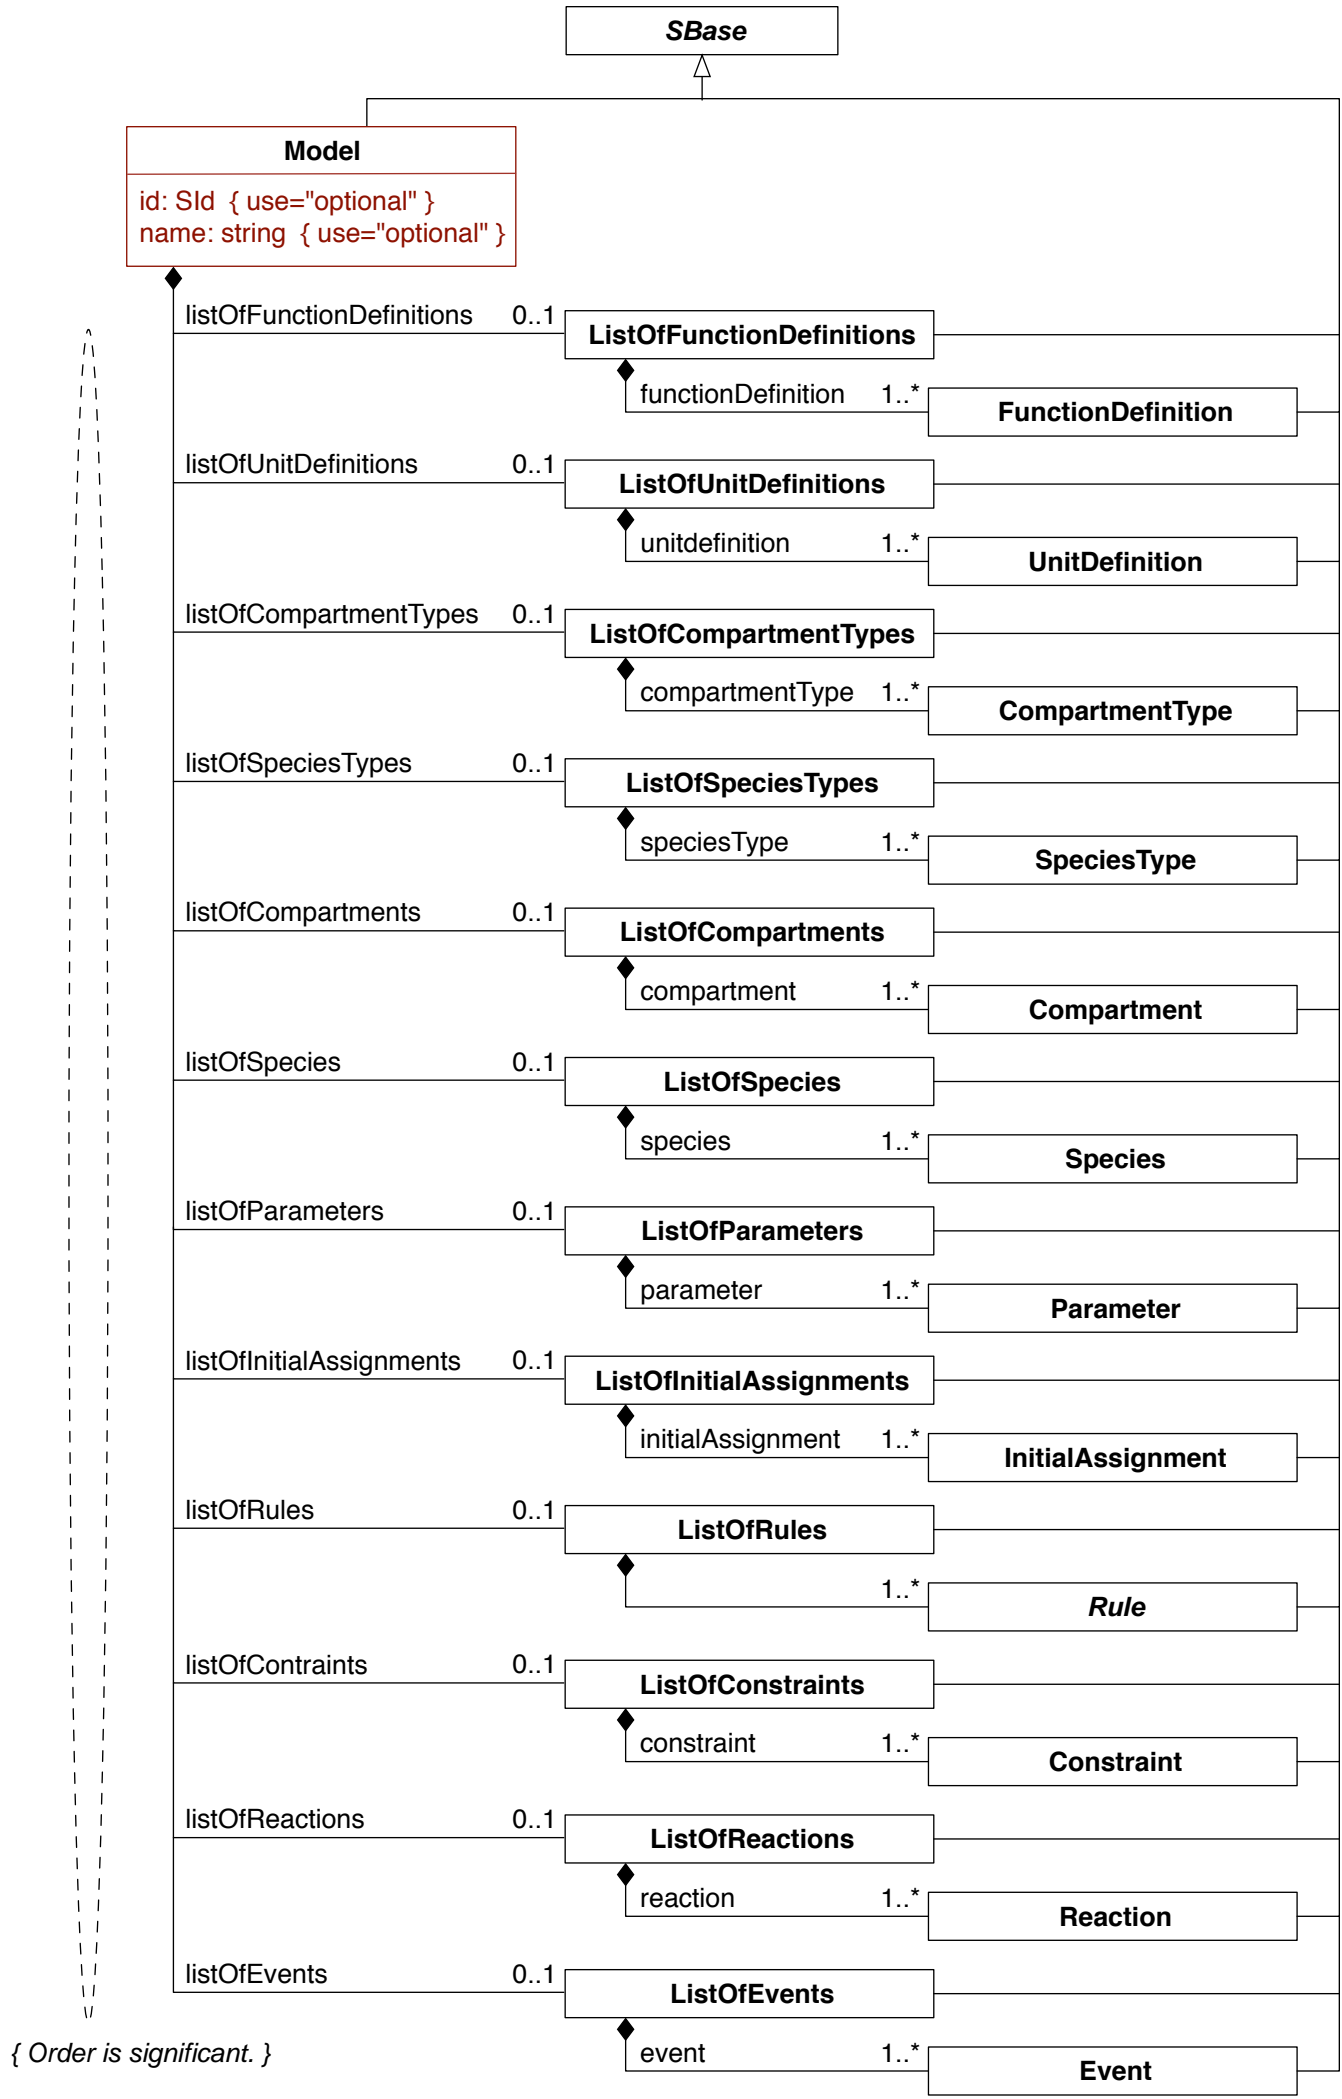 SBase
Model
id: SId { use="optional" }
name: string { use="optional" }
listOfFunctionDefinitions 0..1
ListOfFunctionDefinitions
functionDefinition 1..*
FunctionDefinition
listOfUnitDefinitions 0..1
ListOfUnitDefinitions
unitdefinition 1..*
UnitDefinition
listOfCompartmentTypes 0..1
ListOfCompartmentTypes
compartmentType 1..*
CompartmentType
listOfSpeciesTypes 0..1
ListOfSpeciesTypes
speciesType 1..*
SpeciesType
listOfCompartments 0..1
ListOfCompartments
compartment 1..*
Compartment
listOfSpecies 0..1
ListOfSpecies
species 1..*
Species
listOfParameters 0..1
ListOfParameters
parameter 1..*
Parameter
listOfInitialAssignments 0..1
ListOfInitialAssignments
initialAssignment 1..*
InitialAssignment
listOfRules 0..1
ListOfRules
1..*
Rule
listOfContraints 0..1
ListOfConstraints
constraint 1..*
Constraint
listOfReactions 0..1
ListOfReactions
reaction 1..*
Reaction
listOfEvents 0..1
ListOfEvents
event 1..*
Event
{ Order is significant. }